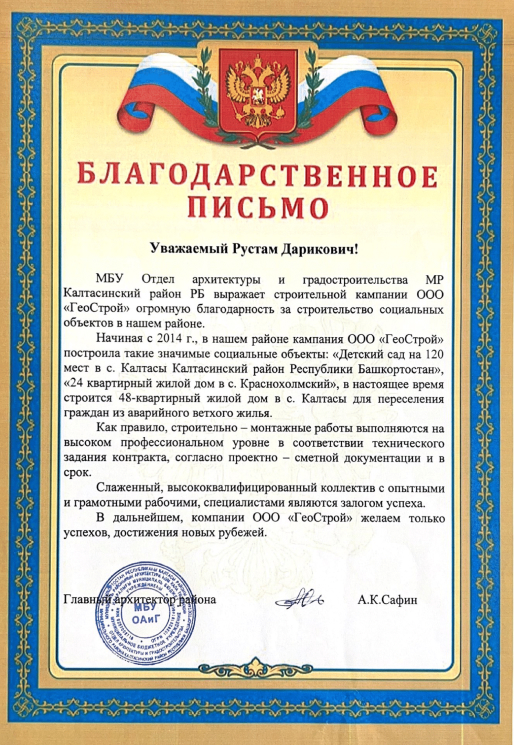 БЛАГОДАРСТВЕННОЕ
ПИСЬМО
Уважаемый Рустам Дарикович!
МБУ Отдел архитектуры и градостроительства МР
Калтасинский район РБ выражает строительной кампании ООО
«ГеоСтрой» огромную благодарность за строительство социальных
объектов в нашем районе.
Начиная с 2014 г., в нашем районе кампания ООО «ГеоСтрой»
построила такие значимые социальные объекты: «Детский сад на 120
мест в с. Калтасы Калтасинский район Республики Башкортостан»,
«24 квартирный жилой дом в с. Краснохолмский», в настоящее время
строится 48-квартирный жилой дом в с. Калтасы для переселения
граждан из аварийного ветхого жилья.
Как правило, строительно – монтажные работы выполняются на
высоком профессиональном уровне в соответствии технического
задания контракта, согласно проектно – сметной документации и в
срок.
Слаженный, высококвалифицированный коллектив с опытными
и грамотными рабочими, специалистами являются залогом успеха.
В дальнейшем, компании ООО «ГеоСтрой» желаем только
успехов, достижения новых рубежей.
Главный архитектор района А.К.Сафин
МБУ
ОАиГ